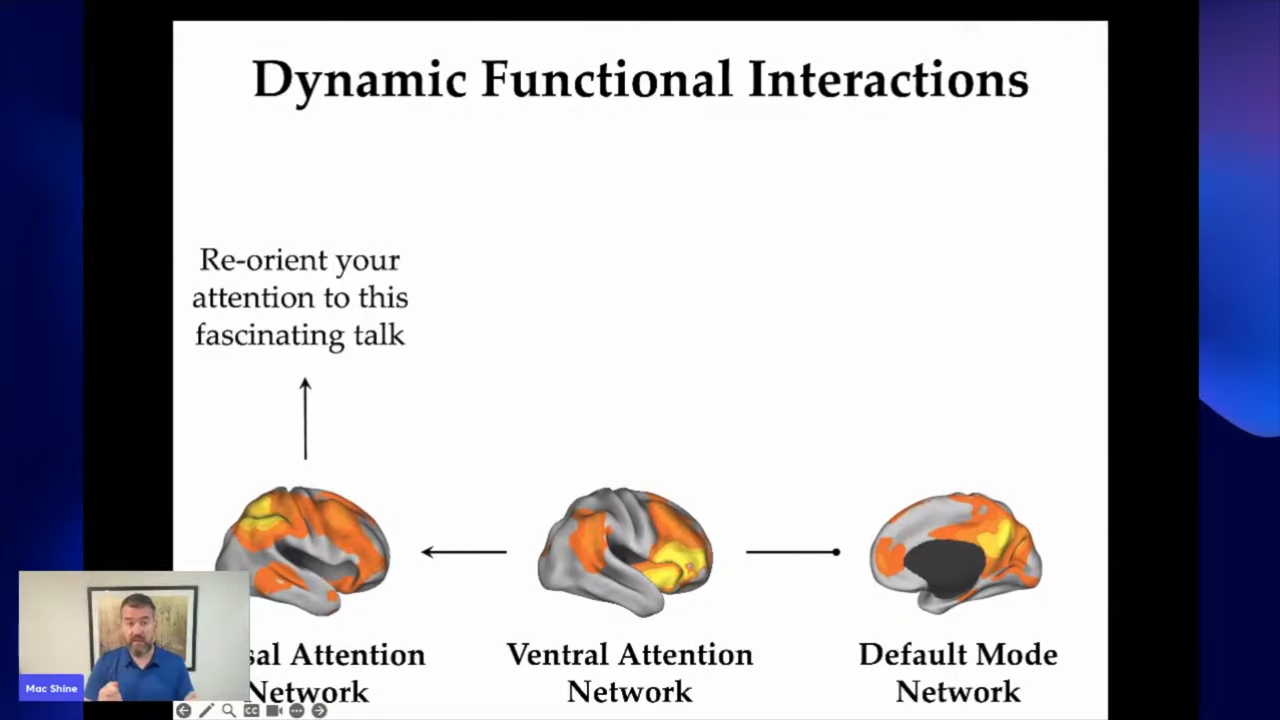 Dynamic Functional Interactions
Re-orient your
attention to this
fascinating talk
sal Attention
Network
Ventral Attention
Network
Default Mode
Network
Mac Shine
CC